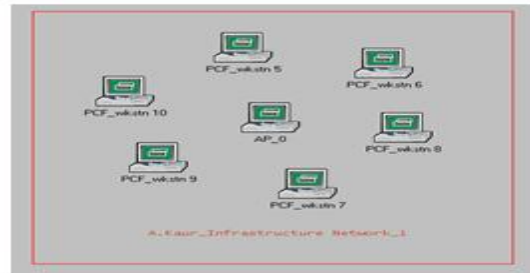 PCF_wkstn 5
PCF_wkstn 6
PCF_wkstn 10
AP_0
PCF_wkstn 8
PCF_wkstn 9
PCF_wkstn 7
A.Kaur_Infrastructure Network_1